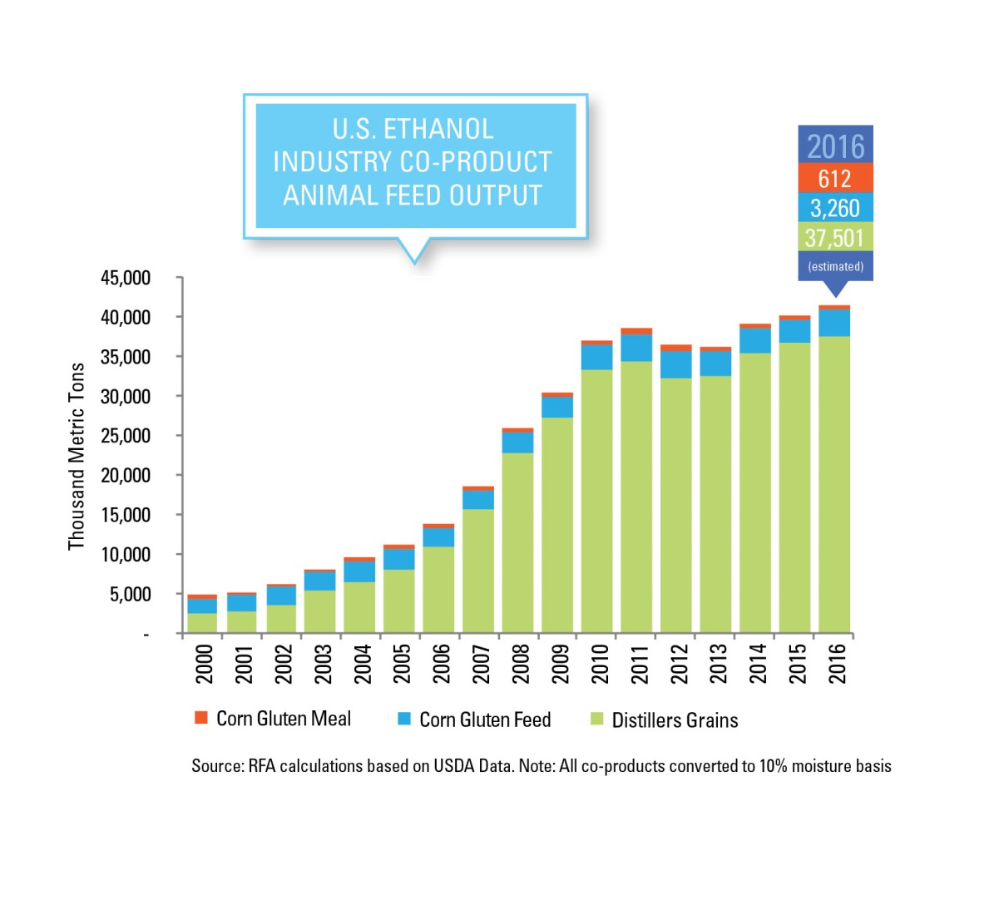 U.S. ETHANOL
INDUSTRY CO-PRODUCT
ANIMAL FEED OUTPUT
2016
612
3,260
37,501
(estimated)
Thousand Metric Tons
45,000
40,000
35,000
30,000
25,000
20,000
15,000
10,000
5,000
-
2000 2001 2002 2003 2004 2005 2006 2007 2008 2009 2010 2011 2012 2013 2014 2015 2016
Corn Gluten Meal Corn Gluten Feed Distillers Grains
Source: RFA calculations based on USDA Data. Note: All co-products converted to 10% moisture basis